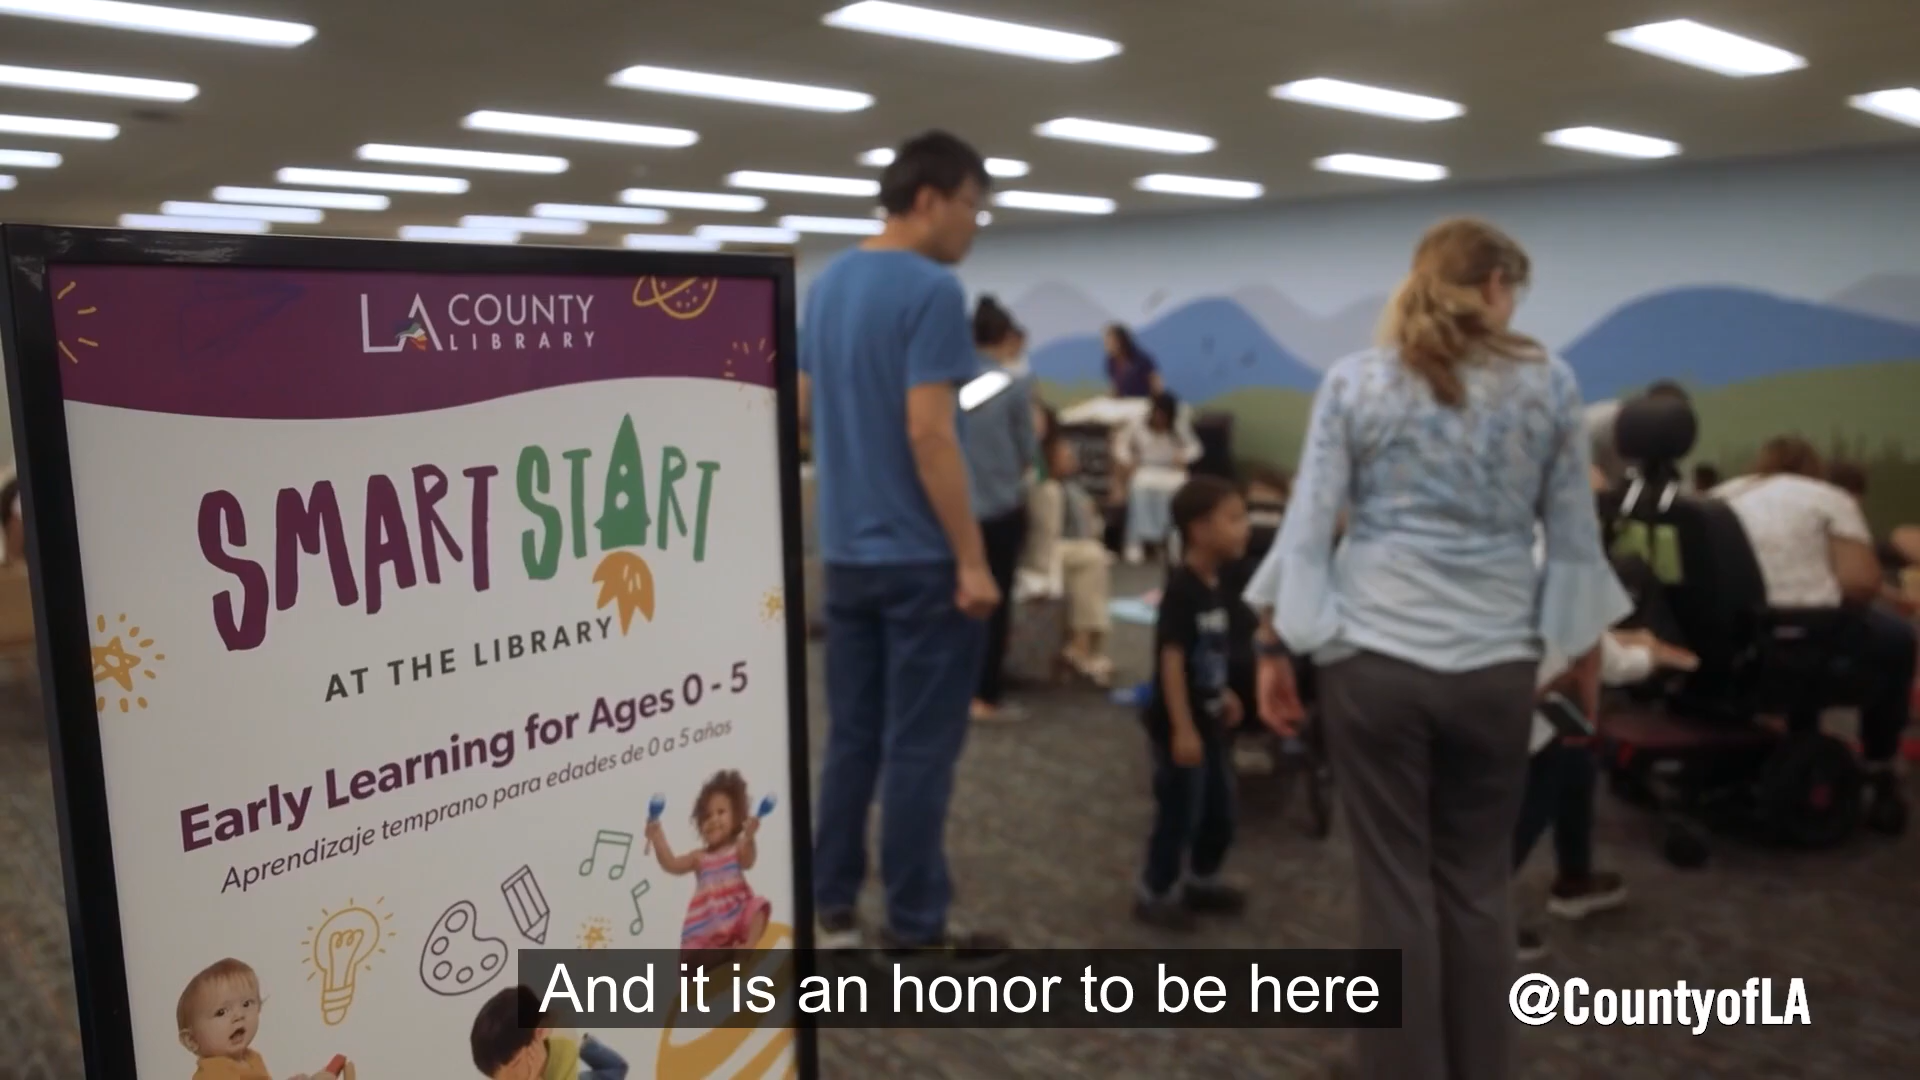 LA COUNTY
LIBRARY
SMART START
AT THE LIBRARY
Early Learning for Ages 0 - 5
Aprendizaje temprano para edades de 0 a 5 años
And it is an honor to be here
@CountyofLA